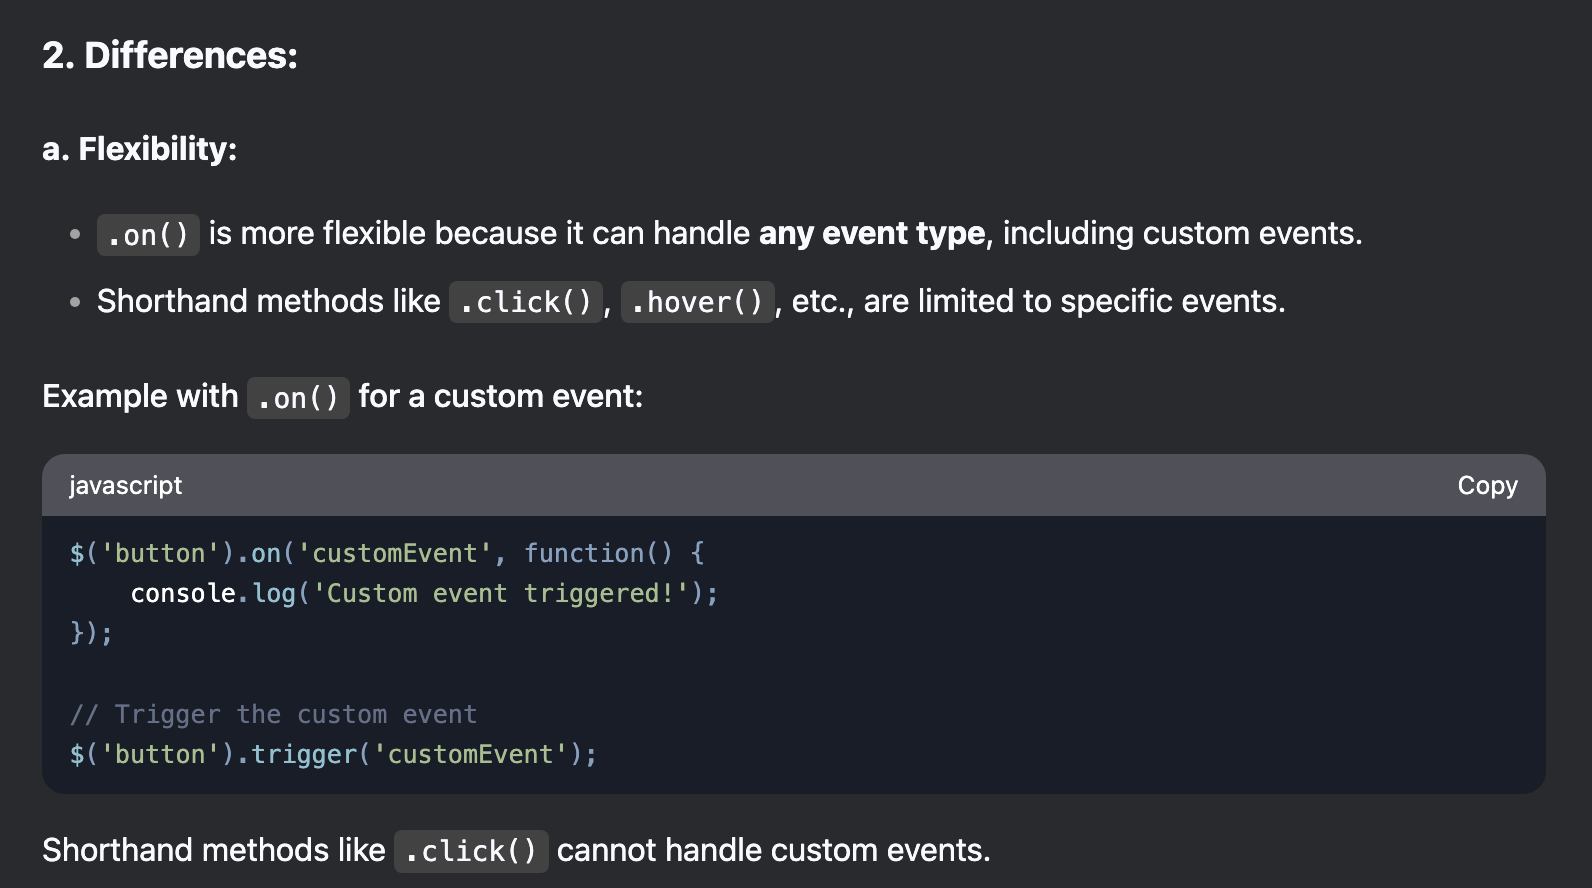 2. Differences:
a. Flexibility:
• .on() is more flexible because it can handle any event type, including custom events.
• Shorthand methods like .click(), .hover(), etc., are limited to specific events.
Example with .on() for a custom event:
javascript Copy
$('button').on('customEvent', function() {
    console.log('Custom event triggered!');
});
// Trigger the custom event
$('button').trigger('customEvent');
Shorthand methods like .click() cannot handle custom events.